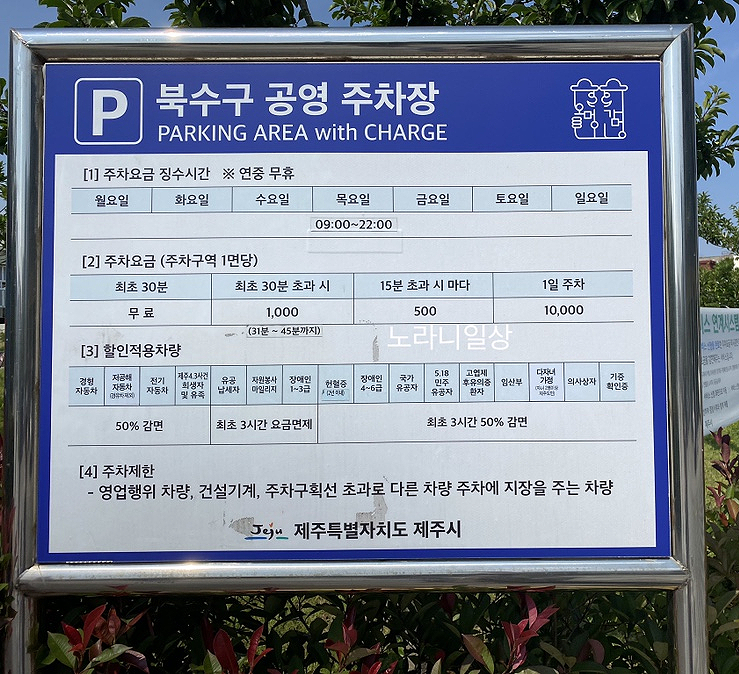 P 북수구 공영 주차장
PARKING AREA with CHARGE
[1] 주차요금 징수시간 ※ 연중 무휴
월요일 화요일 수요일 목요일 금요일 토요일 일요일
09:00~22:00
[2] 주차요금 (주차구역 1면당)
최초 30분 최초 30분 초과 시 15분 초과 시 마다 1일 주차
무 료 1,000 500 10,000
(31분 ~ 45분까지)
노라니일상
[3] 할인적용차량
경형 자동차 저공해 자동차 (경유차 제외) 전기 자동차 제주4.3사건 희생자 및 유족 유공 납세자 자원봉사 마일리지 장애인 1~3급 헌혈증 장애인 4~6급 국가 유공자 5.18 민주 유공자 고엽제 후유의증 환자 임산부 다자녀 가정 의사상자 기증 확인증
50% 감면 최초 3시간 요금면제 최초 3시간 50% 감면
[4] 주차제한
- 영업행위 차량, 건설기계, 주차구획선 초과로 다른 차량 주차에 지장을 주는 차량
Jeju 제주특별자치도 제주시